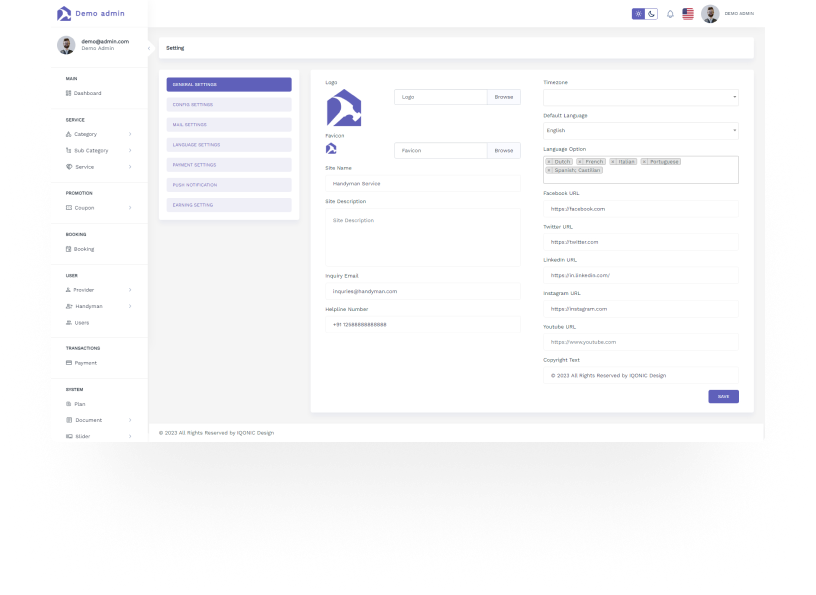 Demo admin
DEMO ADMIN
demo@admin.com
Demo Admin
MAIN
Dashboard
SERVICE
Category
Sub Category
Service
PROMOTION
Coupon
BOOKING
Booking
USER
Provider
Handyman
Users
TRANSACTIONS
Payment
SYSTEM
Plan
Document
Slider
Setting
GENERAL SETTINGS
CONFIG SETTINGS
MAIL SETTINGS
LANGUAGE SETTINGS
PAYMENT SETTINGS
PUSH NOTIFICATION
EARNING SETTING
Logo
Logo Browse
Favicon
Favicon Browse
Site Name
Handyman Service
Site Description
Site Description
Inquiry Email
inquries@handyman.com
Helpline Number
+91 12588888889888
Timezone
Default Language
English
Language Option
× Dutch × French × Italian × Portuguese
× Spanish; Castilian
Facebook URL
https://facebook.com
Twitter URL
https://twitter.com
Linkedin URL
https://in.linkedin.com/
Instagram URL
https://instagram.com
Youtube URL
https://www.youtube.com
Copyright Text
© 2023 All Rights Reserved by IQONIC Design
SAVE
© 2023 All Rights Reserved by IQONIC Design